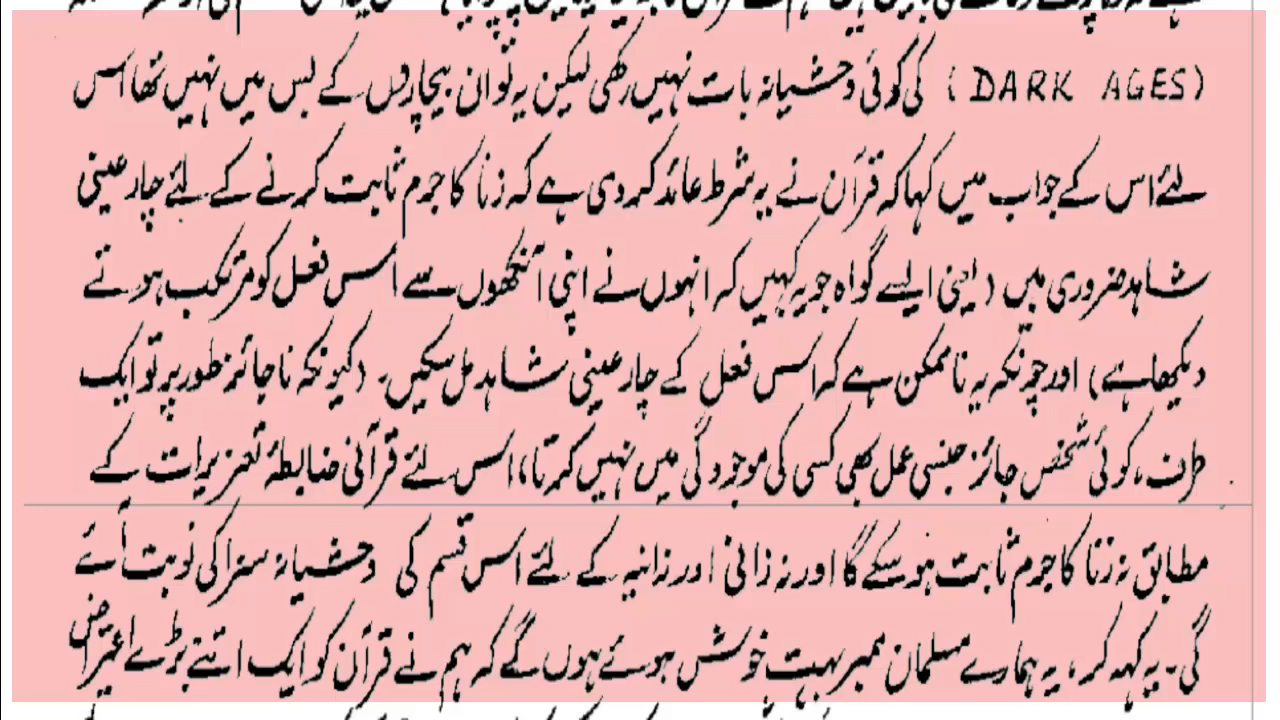 (DARK AGES) کی کوئی وحشیانہ بات نہیں رکھی لیکن یہ تو ان بیچاروں کے بس میں نہیں تھا اس
لئے اس کے جواب میں کہا کہ قرآن نے یہ شرط عائد کر دی ہے کہ زنا کا جرم ثابت کرنے کے لئے چار عینی
شاہد ضروری ہیں (یعنی ایسے گواہ جو یہ کہیں کہ انہوں نے اپنی آنکھوں سے اس فعل کو مرتکب ہوتے
دیکھا ہے) اور چونکہ یہ ناممکن ہے کہ اس فعل کے چار عینی شاہد مل سکیں۔ (کیونکہ ناجائز طور پر تو ایک
طرف، کوئی شخص جائز جنسی عمل بھی کسی کی موجودگی میں نہیں کرتا)، اس لئے قرآنی ضابطۂ تعزیرات کے
مطابق نہ زنا کا جرم ثابت ہو سکے گا اور نہ زانی اور زانیہ کے لئے اس قسم کی وحشیانہ سزا کی نوبت آئے
گی۔ یہ کہہ کر، یہ ہمارے مسلمان ممبر بہت خوش ہوئے ہوں گے کہ ہم نے قرآن کو ایک اتنے بڑے اعتراض